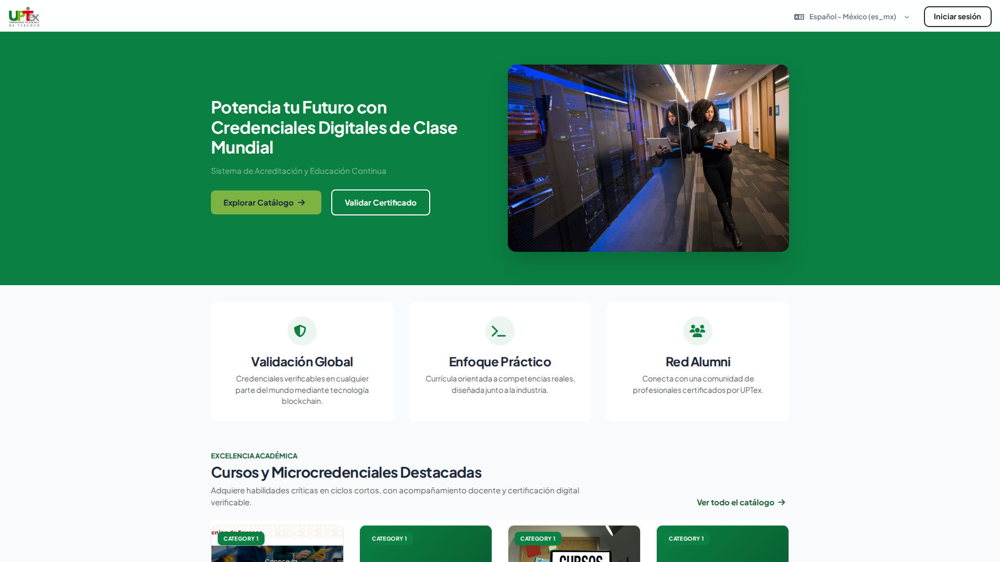 UPTex
UNIVERSIDAD POLITÉCNICA
DE TEXCOCO
Español - México (es_mx)
Iniciar sesión
Potencia tu Futuro con
Credenciales Digitales de Clase
Mundial
Sistema de Acreditación y Educación Continua
Explorar Catálogo
Validar Certificado
Validación Global
Credenciales verificables en cualquier
parte del mundo mediante tecnología
blockchain.
Enfoque Práctico
Currícula orientada a competencias reales,
diseñada junto a la industria.
Red Alumni
Conecta con una comunidad de
profesionales certificados por UPTex.
EXCELENCIA ACADÉMICA
Cursos y Microcredenciales Destacadas
Adquiere habilidades críticas en ciclos cortos, con acompañamiento docente y certificación digital
verificable.
Ver todo el catálogo
CATEGORY 1
Conoce la
CATEGORY 1
CATEGORY 1
CURSOS
CATEGORY 1